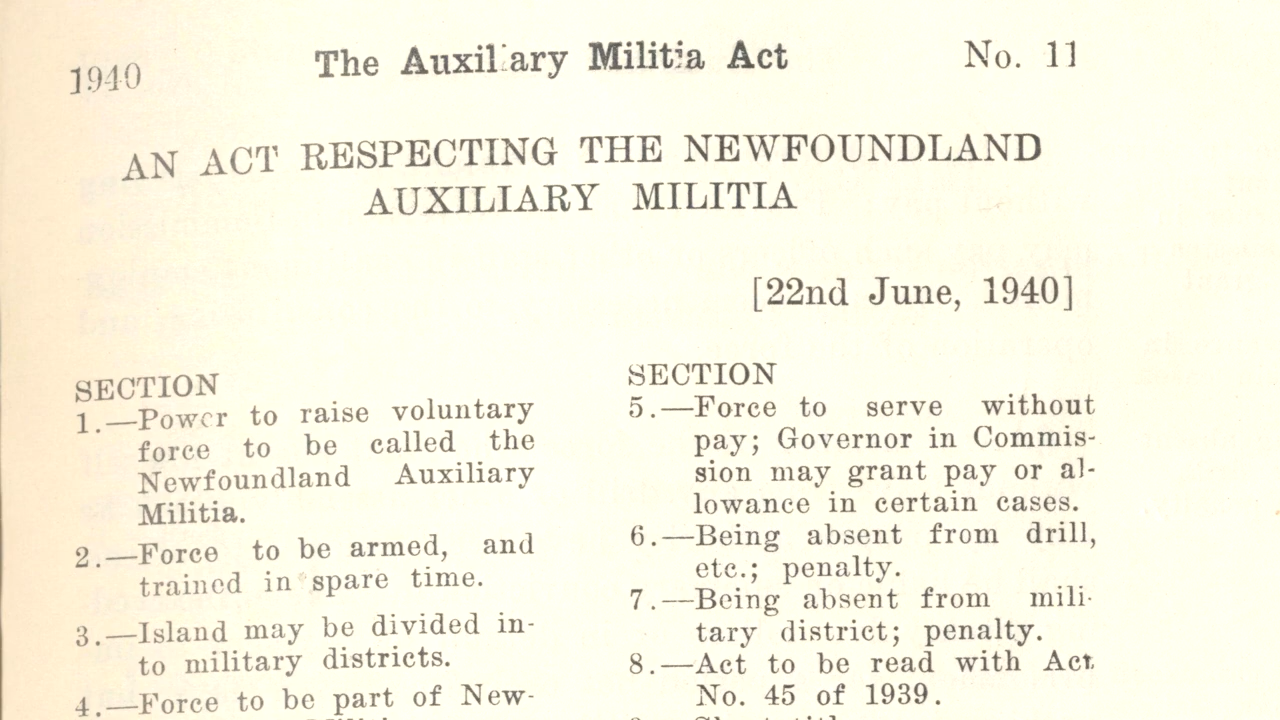 1940 The Auxiliary Militia Act No. 11
AN ACT RESPECTING THE NEWFOUNDLAND
AUXILIARY MILITIA
[22nd June, 1940]
SECTION
1.—Power to raise voluntary
force to be called the
Newfoundland Auxiliary
Militia.
2.—Force to be armed, and
trained in spare time.
3.—Island may be divided in-
to military districts.
4.—Force to be part of New-
SECTION
5.—Force to serve without
pay; Governor in Commis-
sion may grant pay or al-
lowance in certain cases.
6.—Being absent from drill,
etc.; penalty.
7.—Being absent from mili-
tary district; penalty.
8.—Act to be read with Act
No. 45 of 1939.